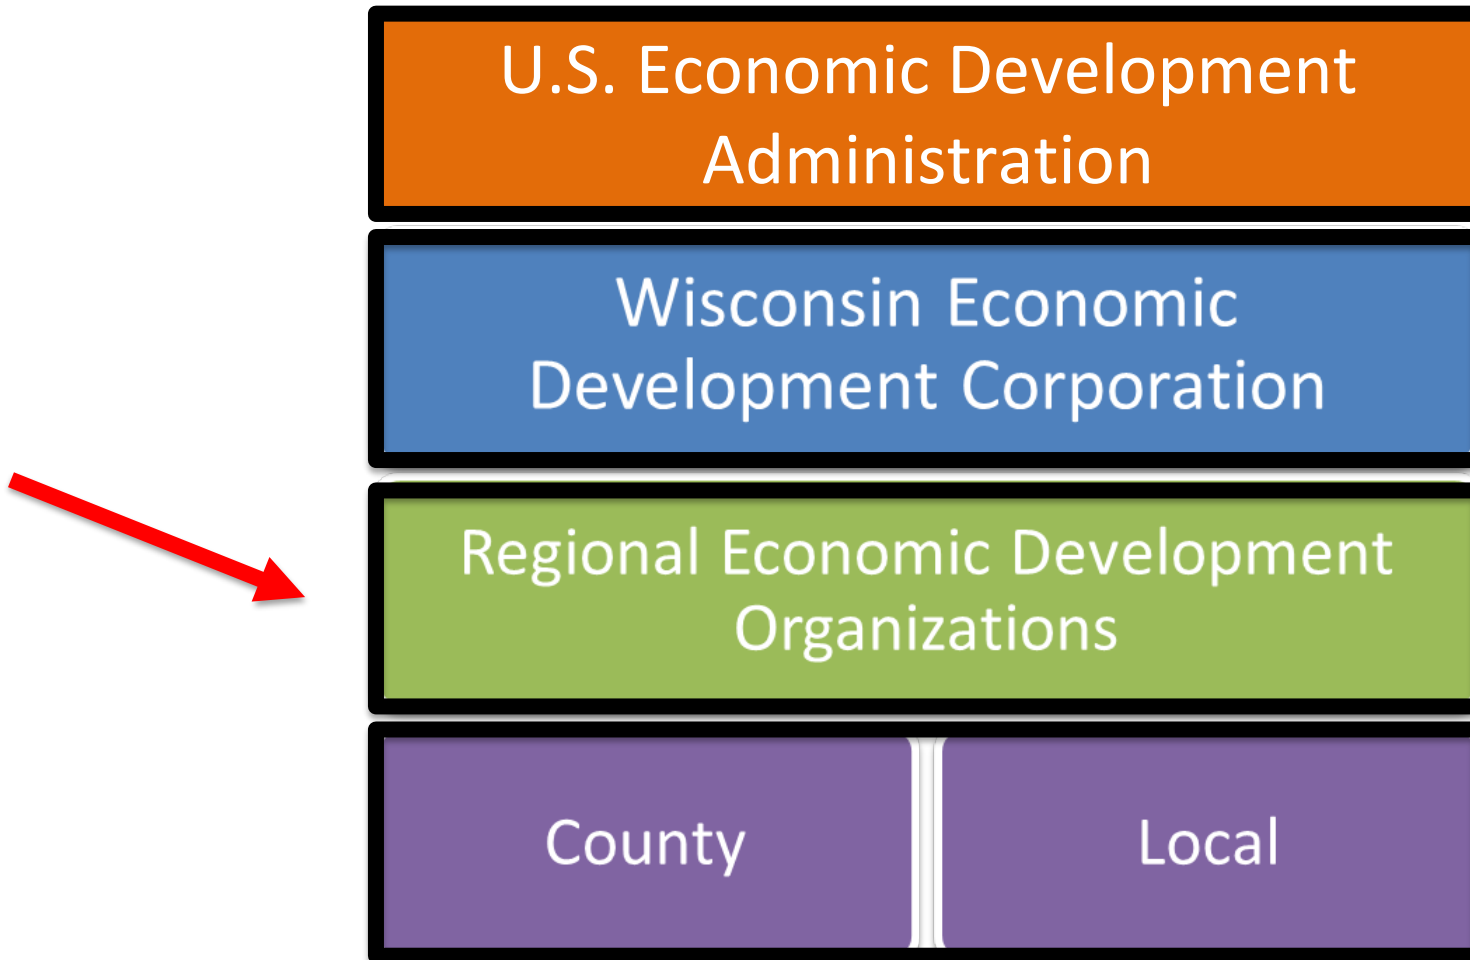 U.S. Economic Development
Administration
Wisconsin Economic
Development Corporation
Regional Economic Development
Organizations
County
Local